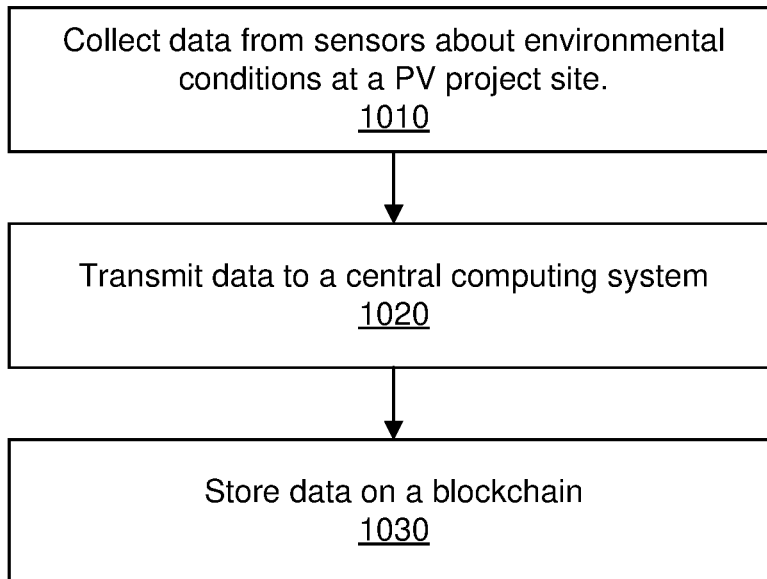 Collect data from sensors about environmental
conditions at a PV project site.
1010
Transmit data to a central computing system
1020
Store data on a blockchain
1030